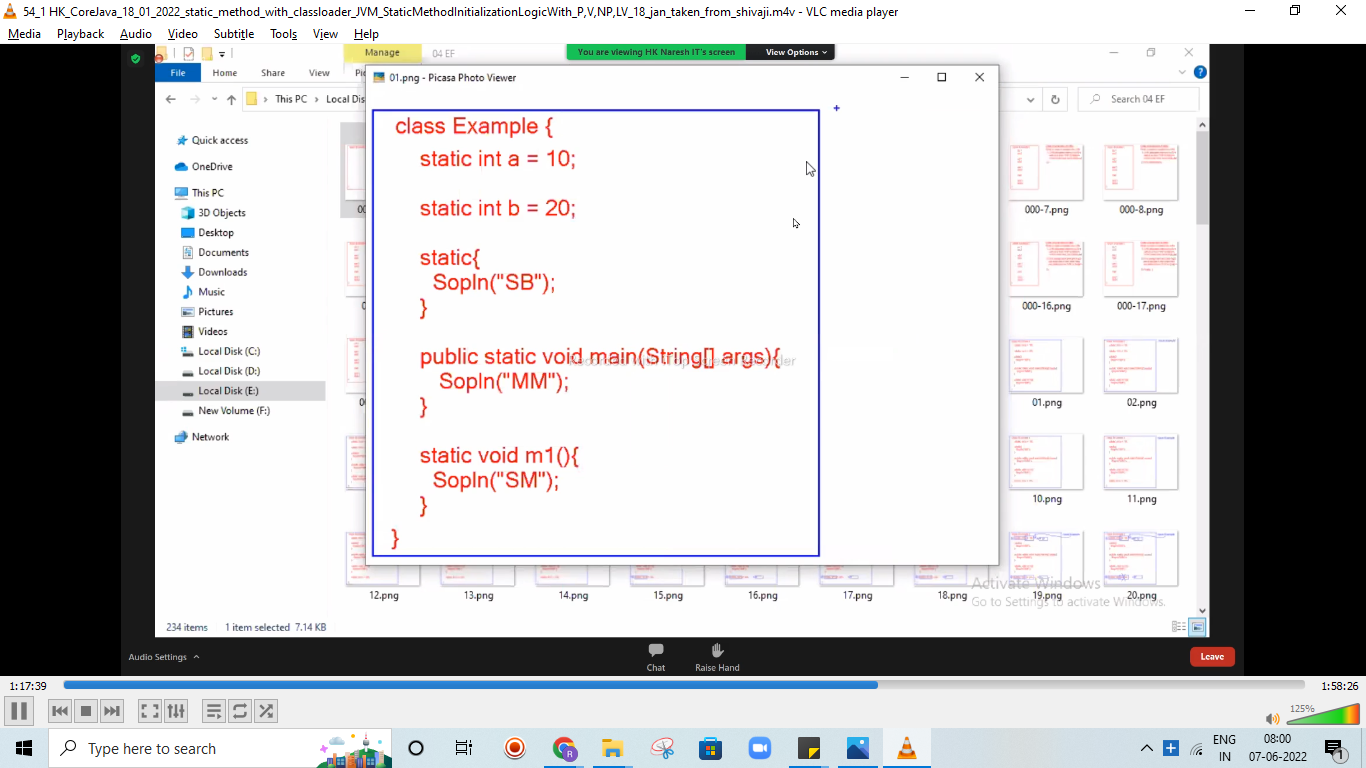 54_1 HK_CoreJava_18_01_2022_static_method_with_classloader_JVM_StaticMethodInitializationLogicWith_P,V,NP,LV_18_jan_taken_from_shivaji.m4v - VLC media player
Media Playback Audio Video Subtitle Tools View Help
Manage 04 EF You are viewing HK Naresh IT's screen View Options
File Home Share View
01.png - Picasa Photo Viewer
This PC Local Dis Search 04 EF
class Example {
static int a = 10;
static int b = 20;
static{
Sopln("SB");
}
public static void main(String[] args){
Sopln("MM");
}
static void m1(){
Sopln("SM");
}
}
Quick access
OneDrive
This PC
3D Objects
Desktop
Documents
Downloads
Music
Pictures
Videos
Local Disk (C:)
Local Disk (D:)
Local Disk (E:)
New Volume (F:)
Network
000-7.png 000-8.png
000-16.png 000-17.png
01.png 02.png
10.png 11.png
12.png 13.png 14.png 15.png 16.png 17.png 18.png 19.png 20.png
Activate Windows
Go to Settings to activate Windows.
234 items 1 item selected 7.14 KB
Audio Settings Chat Raise Hand Leave
1:17:39 1:58:26
125%
Type here to search
ENG 08:00
IN 07-06-2022
1